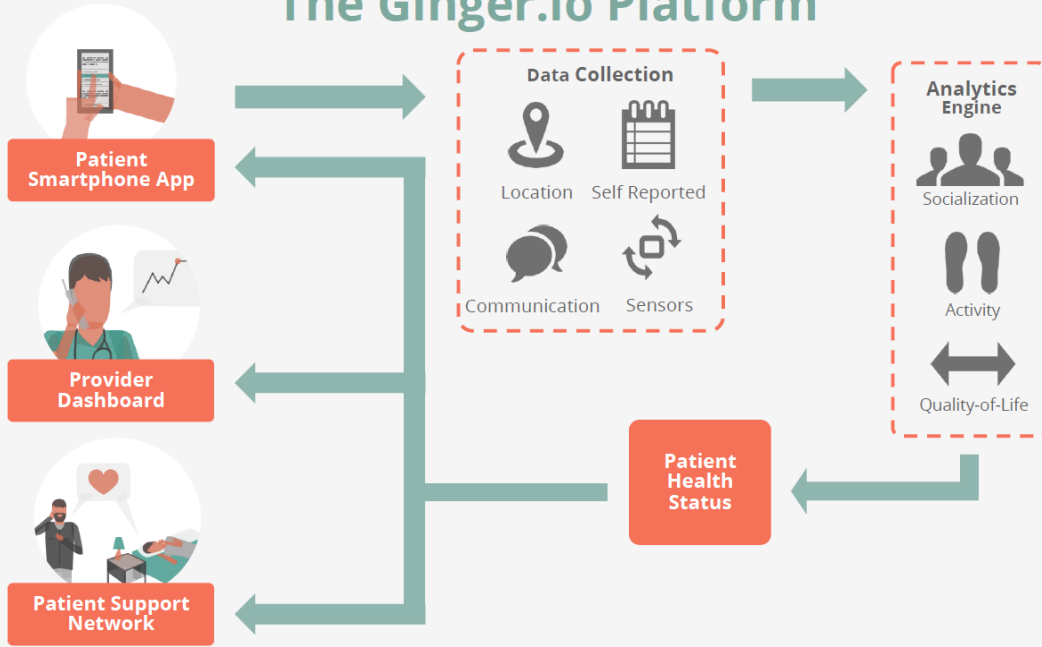 The Ginger.io Platform
Patient
Smartphone App
Data Collection
Location
Self Reported
Communication
Sensors
Analytics
Engine
Socialization
Activity
Quality-of-Life
Provider
Dashboard
Patient
Health
Status
Patient Support
Network